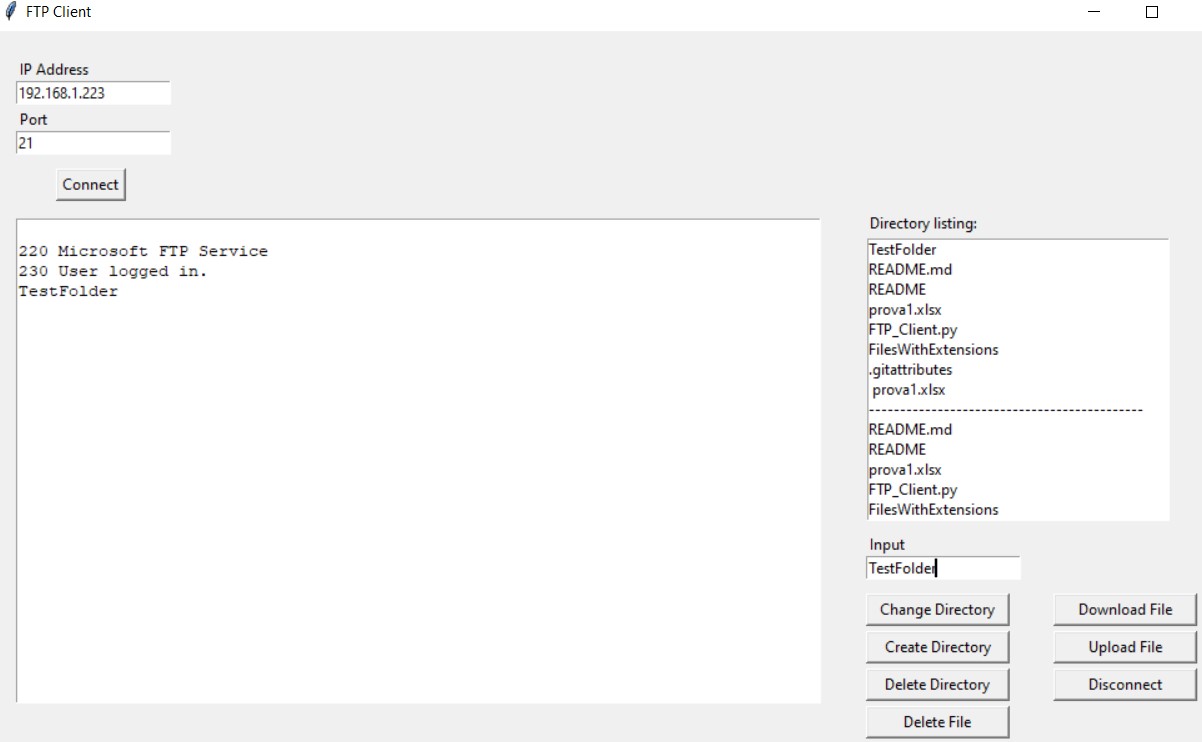 FTP Client
IP Address
192.168.1.223
Port
21
Connect
220 Microsoft FTP Service
230 User logged in.
TestFolder
Directory listing:
TestFolder
README.md
README
prova1.xlsx
FTP_Client.py
FilesWithExtensions
.gitattributes
prova1.xlsx
--------------------------------------------
README.md
README
prova1.xlsx
FTP_Client.py
FilesWithExtensions
Input
TestFolder
Change Directory
Download File
Create Directory
Upload File
Delete Directory
Disconnect
Delete File